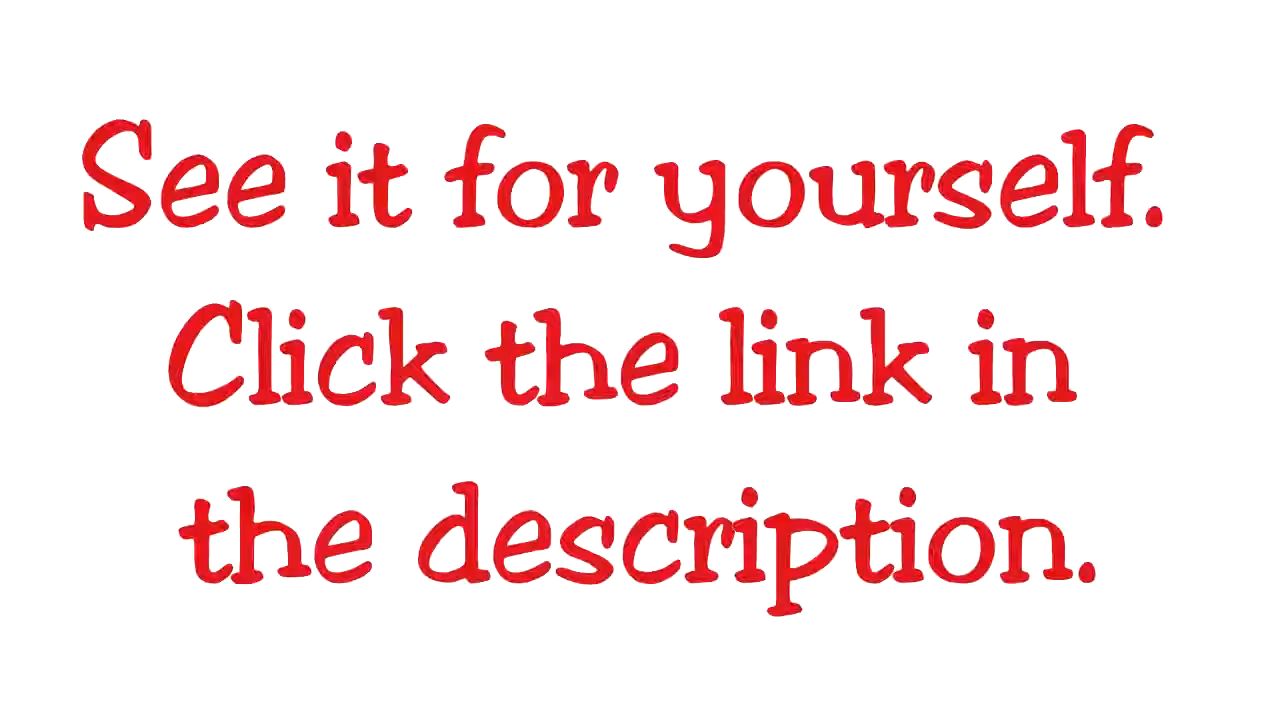 See it for yourself.
Click the link in
the description.